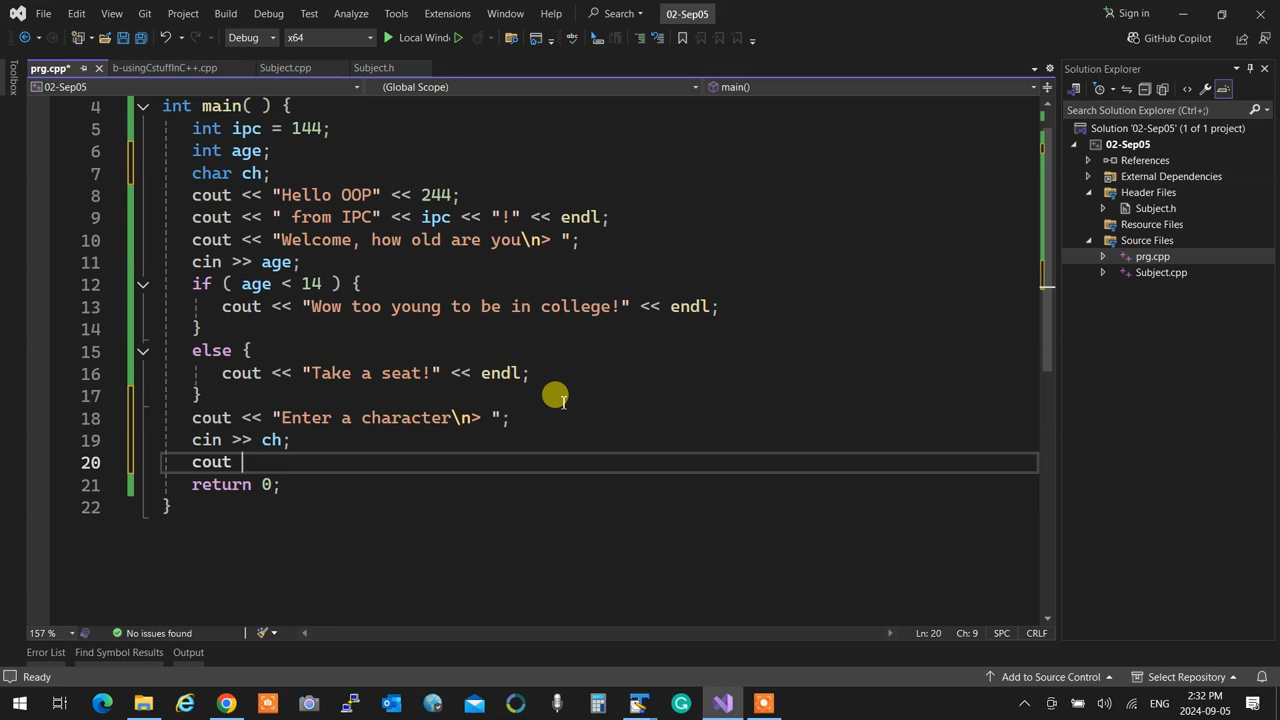 File Edit View Git Project Build Debug Test Analyze Tools Extensions Window Help Search 02-Sep05 Sign in
Debug x64 Local Wind GitHub Copilot
prg.cpp* b-usingCstuffInC++.cpp Subject.cpp Subject.h
02-Sep05 (Global Scope) main()
Toolbox
4 int main( ) {
5 int ipc = 144;
6 int age;
7 char ch;
8 cout << "Hello OOP" << 244;
9 cout << " from IPC" << ipc << "!" << endl;
10 cout << "Welcome, how old are you\n> ";
11 cin >> age;
12 if ( age < 14 ) {
13 cout << "Wow too young to be in college!" << endl;
14 }
15 else {
16 cout << "Take a seat!" << endl;
17 }
18 cout << "Enter a character\n> ";
19 cin >> ch;
20 cout
21 return 0;
22 }
157 % No issues found Ln: 20 Ch: 9 SPC CRLF
Solution Explorer
Search Solution Explorer (Ctrl+;)
Solution '02-Sep05' (1 of 1 project)
02-Sep05
References
External Dependencies
Header Files
Subject.h
Resource Files
Source Files
prg.cpp
Subject.cpp
Error List Find Symbol Results Output
Ready Add to Source Control Select Repository
ENG 2:32 PM 2024-09-05